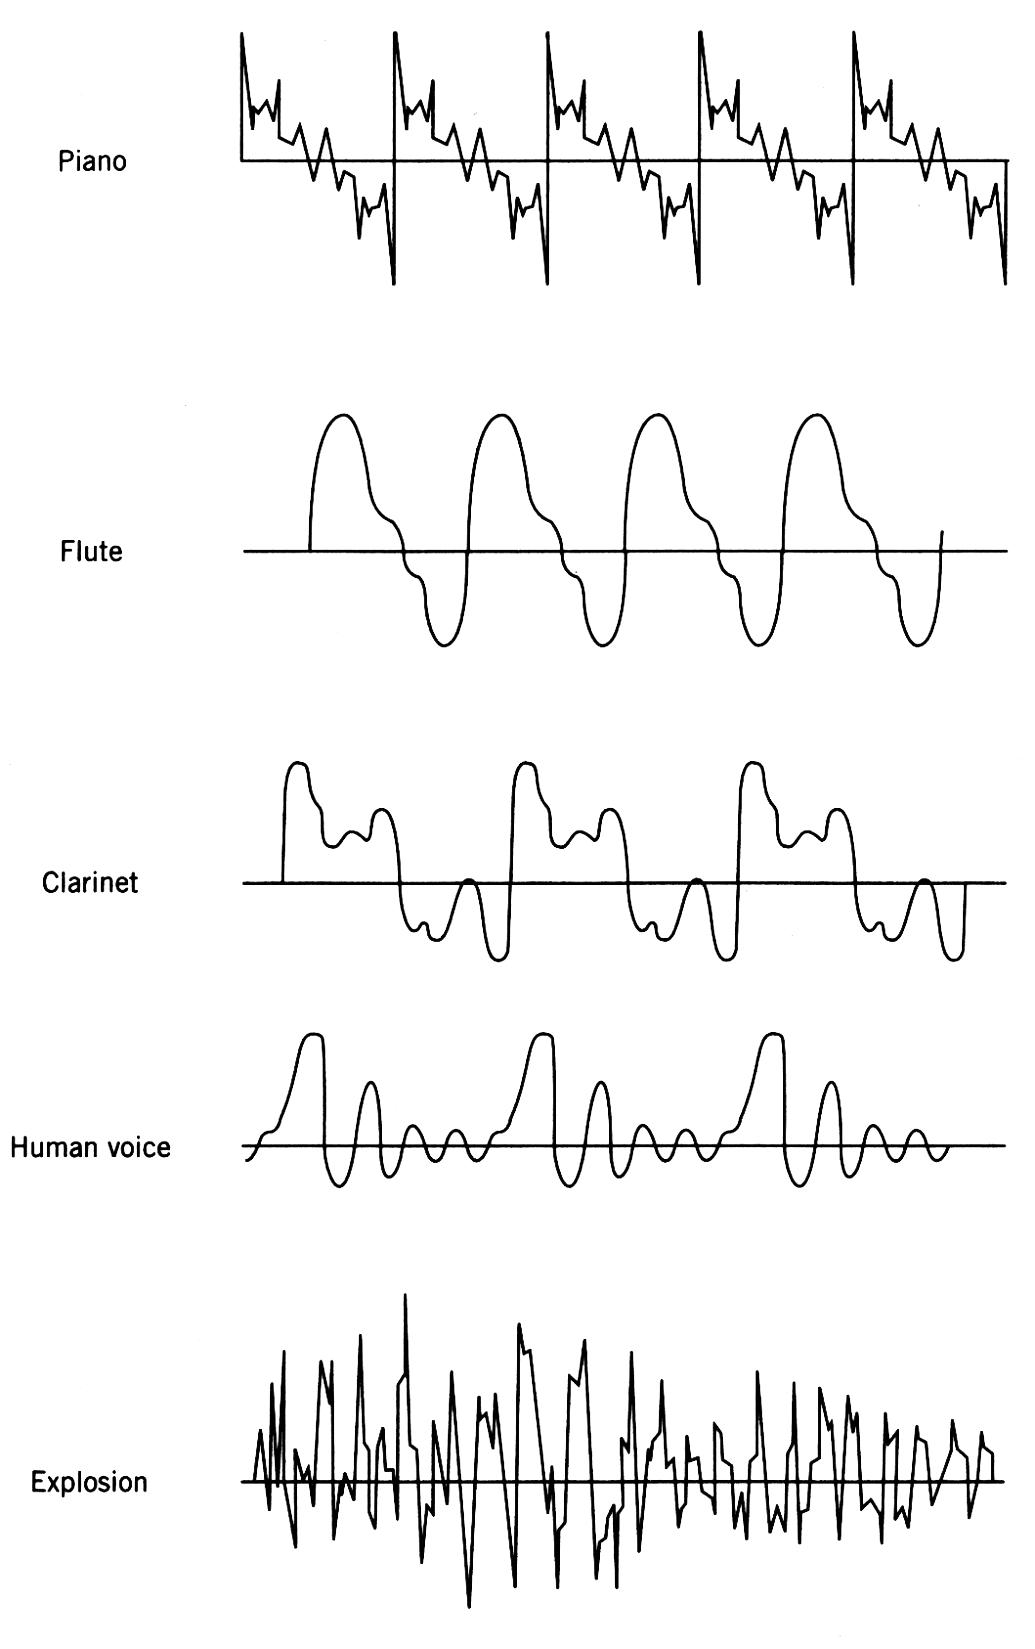 Piano
Flute
Clarinet
Human voice
Explosion